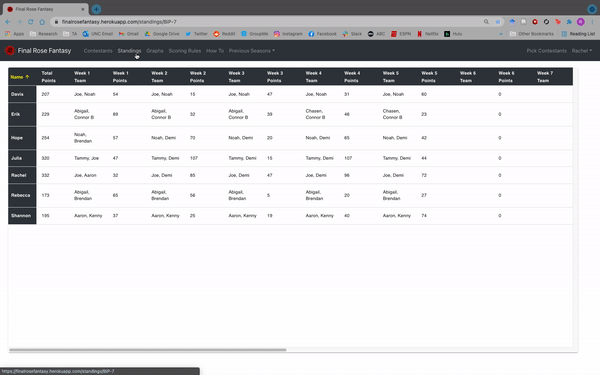 Final Rose Fantasy
finalrosefantasy.herokuapp.com/standings/BiP-7
Apps Research UNC Email Gmail Google Drive Twitter Reddit GroupMe Instagram Facebook Slack ABC ESPN Netflix Hulu Other Bookmarks Reading List
Final Rose Fantasy Contestants Standings Graphs Scoring Rules How To Previous Seasons Pick Contestants Rachel
Name ↑ Total Points Week 1 Team Week 1 Points Week 2 Team Week 2 Points Week 3 Team Week 3 Points Week 4 Team Week 4 Points Week 5 Team Week 5 Points Week 6 Team Week 6 Points Week 7 Team
Davis 207 Joe, Noah 54 Joe, Noah 15 Joe, Noah 47 Joe, Noah 31 Joe, Noah 60 0
Erik 229 Abigail, Connor B 89 Abigail, Connor B 32 Abigail, Connor B 39 Chasen, Connor B 46 Chasen, Connor B 23 0
Hope 254 Noah, Brendan 57 Noah, Demi 70 Noah, Demi 20 Noah, Demi 65 Noah, Demi 42 0
Julia 320 Tammy, Joe 47 Tammy, Demi 107 Tammy, Demi 15 Tammy, Demi 107 Tammy, Demi 44 0
Rachel 332 Joe, Aaron 32 Joe, Demi 85 Joe, Demi 47 Joe, Demi 96 Joe, Demi 72 0
Rebecca 173 Abigail, Brendan 65 Abigail, Brendan 56 Abigail, Brendan 5 Abigail, Brendan 20 Abigail, Brendan 27 0
Shannon 195 Aaron, Kenny 37 Aaron, Kenny 25 Aaron, Kenny 19 Aaron, Kenny 40 Aaron, Kenny 74 0
https://finalrosefantasy.herokuapp.com/standings/BiP-7